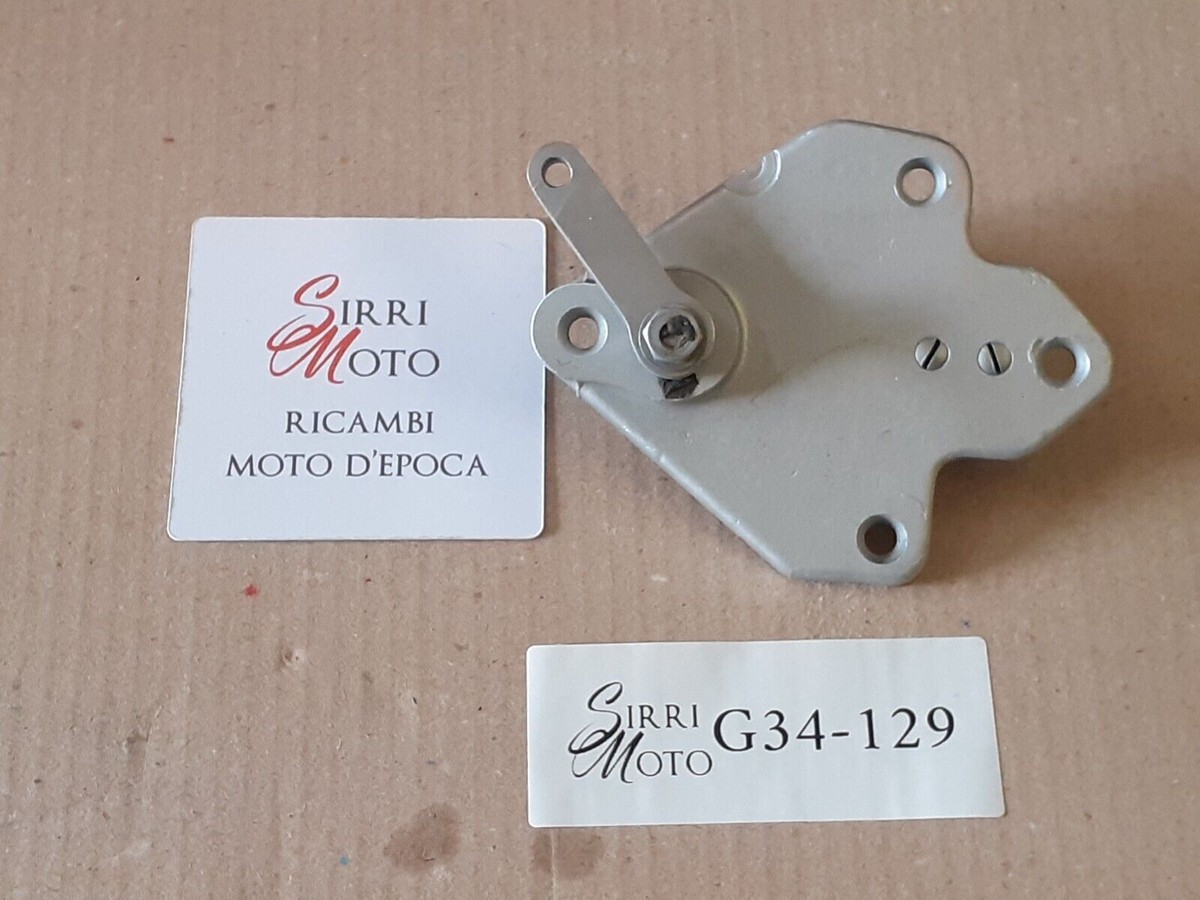 SIRRI
MOTO
RICAMBI
MOTO D'EPOCA
SIRRI
MOTO G34-129